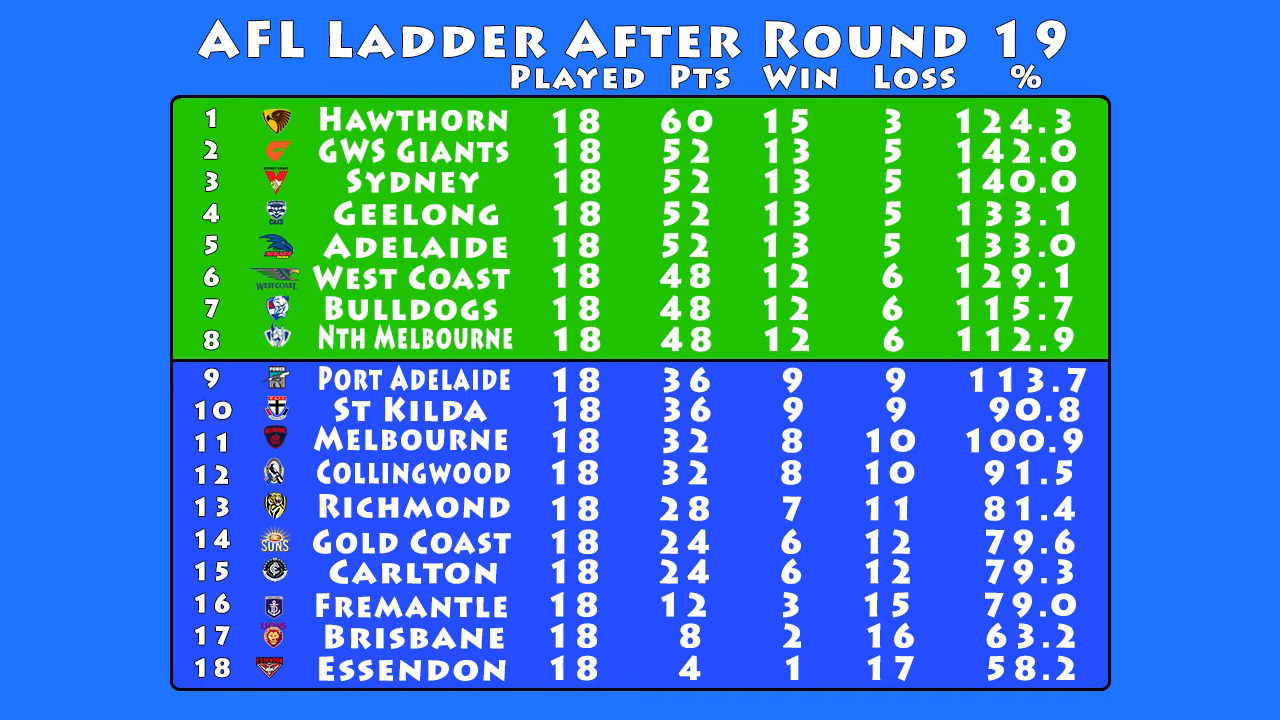 AFL LADDER AFTER ROUND 19
PLAYED PTS WIN LOSS %
1 HAWTHORN 18 60 15 3 124.3
2 GWS GIANTS 18 52 13 5 142.0
3 SYDNEY 18 52 13 5 140.0
4 GEELONG 18 52 13 5 133.1
5 ADELAIDE 18 52 13 5 133.0
6 WEST COAST WEST COAST 18 48 12 6 129.1
7 BULLDOGS 18 48 12 6 115.7
8 NTH MELBOURNE 18 48 12 6 112.9
9 POWER PORT ADELAIDE 18 36 9 9 113.7
10 ST KILDA 18 36 9 9 90.8
11 MELBOURNE 18 32 8 10 100.9
12 COLLINGWOOD 18 32 8 10 91.5
13 RICHMOND 18 28 7 11 81.4
14 SUNS GOLD COAST 18 24 6 12 79.6
15 CARLTON 18 24 6 12 79.3
16 FREMANTLE 18 12 3 15 79.0
17 LIONS BRISBANE 18 8 2 16 63.2
18 ESSENDON 18 4 1 17 58.2